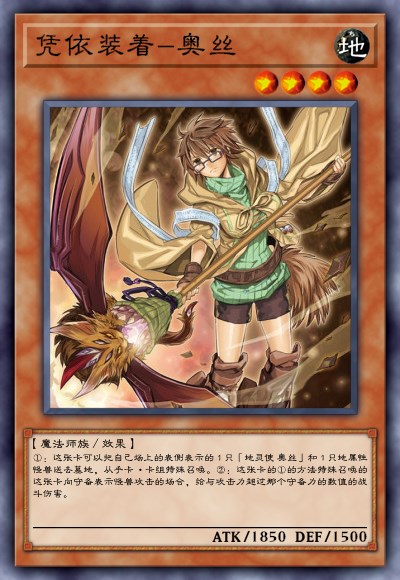 凭依装着-奥丝
地
【魔法师族/效果】
①：这张卡可以把自己场上的表侧表示的1只「地灵使 奥丝」和1只地属性
怪兽送去墓地，从手卡·卡组特殊召唤。②：这张卡的①的方法特殊召唤的
这张卡向守备表示怪兽攻击的场合，给与攻击力超过那个守备力的数值的战
斗伤害。
ATK/1850 DEF/1500